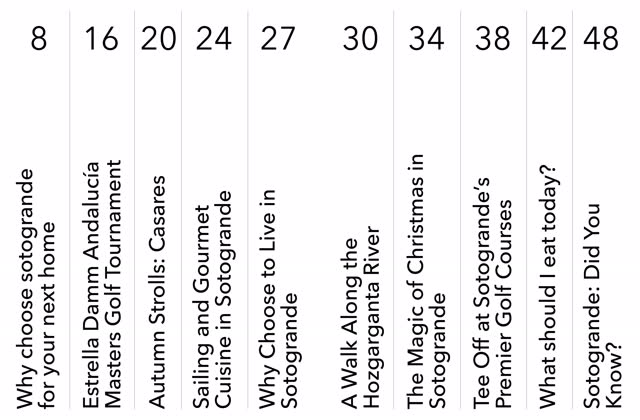 8
Why choose sotogrande
for your next home
16
Estrella Damm Andalucía
Masters Golf Tournament
20
Autumn Strolls: Casares
24
Sailing and Gourmet
Cuisine in Sotogrande
27
Why Choose to Live in
Sotogrande
30
A Walk Along the
Hozgarganta River
34
The Magic of Christmas in
Sotogrande
38
Tee Off at Sotogrande's
Premier Golf Courses
42
What should I eat today?
48
Sotogrande: Did You
Know?